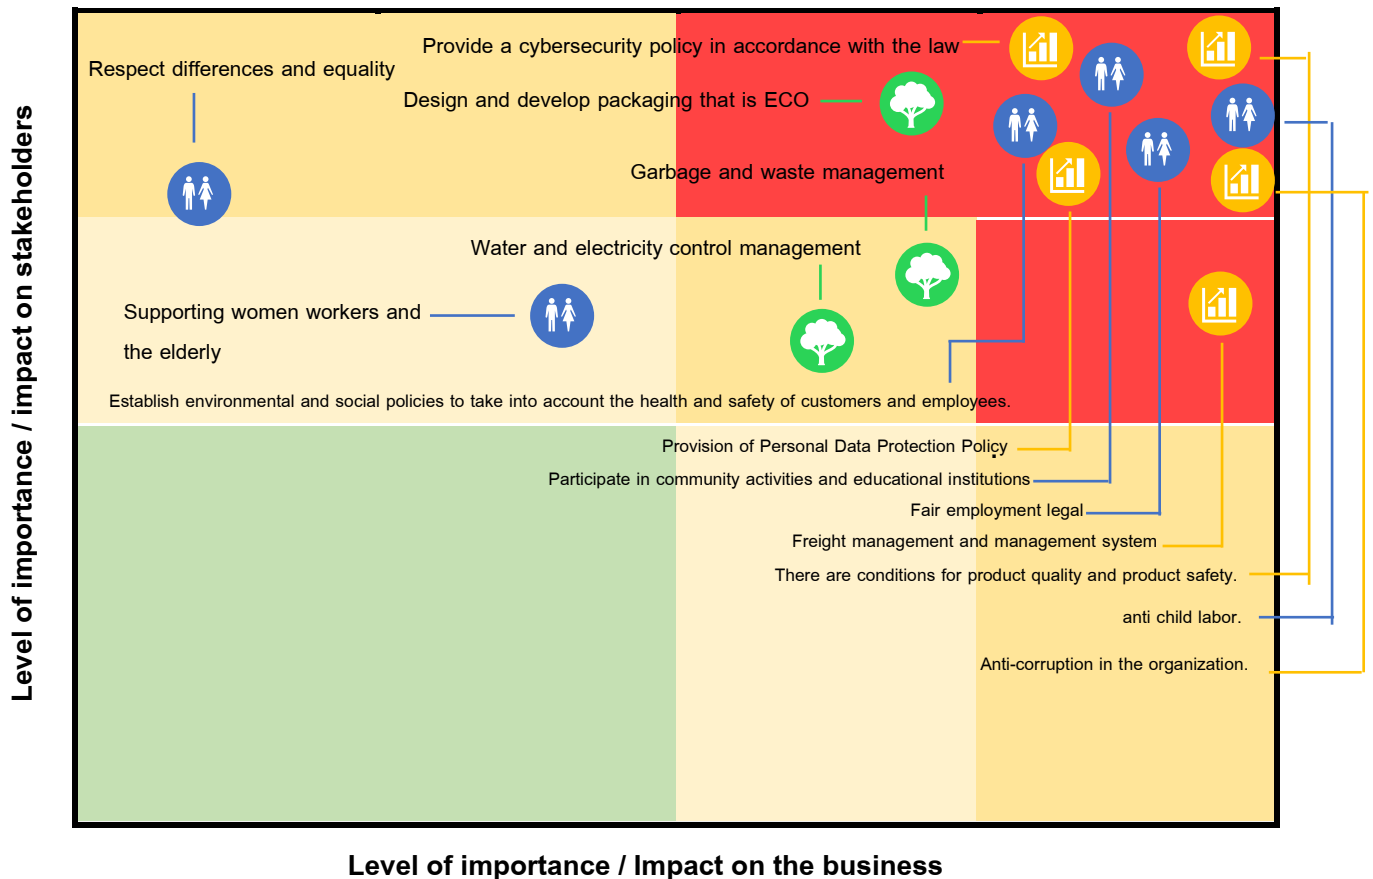 Provide a cybersecurity policy in accordance with the law
Respect differences and equality
Design and develop packaging that is ECO
Garbage and waste management
Water and electricity control management
Supporting women workers and
the elderly
Establish environmental and social policies to take into account the health and safety of customers and employees.
Provision of Personal Data Protection Policy
.
Participate in community activities and educational institutions
Fair employment legal
Freight management and management system
There are conditions for product quality and product safety.
anti child labor.
Anti-corruption in the organization.
Level of importance / impact on stakeholders
Level of importance / Impact on the business